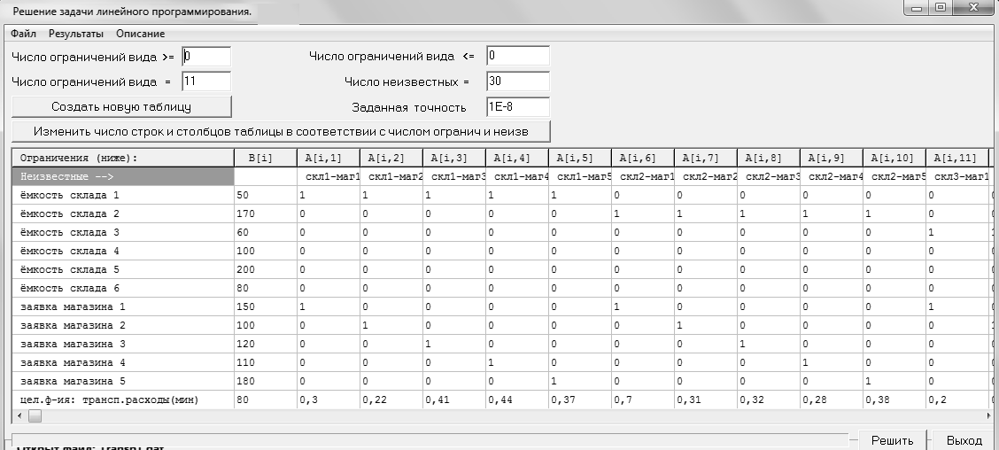 Решение задачи линейного программирования.
Файл Результаты Описание
Число ограничений вида >= 0 Число ограничений вида <= 0
Число ограничений вида = 11 Число неизвестных = 30
Создать новую таблицу Заданная точность 1E-8
Изменить число строк и столбцов таблицы в соответствии с числом огранич и неизв
Ограничения (ниже): B[i] A[i,1] A[i,2] A[i,3] A[i,4] A[i,5] A[i,6] A[i,7] A[i,8] A[i,9] A[i,10] A[i,11]
Неизвестные --> скл1-маг1 скл1-маг2 скл1-маг3 скл1-маг4 скл1-маг5 скл2-маг1 скл2-маг2 скл2-маг3 скл2-маг4 скл2-маг5 скл3-маг1
ёмкость склада 1 50 1 1 1 1 1 0 0 0 0 0 0
ёмкость склада 2 170 0 0 0 0 0 1 1 1 1 1 0
ёмкость склада 3 60 0 0 0 0 0 0 0 0 0 0 1
ёмкость склада 4 100 0 0 0 0 0 0 0 0 0 0 0
ёмкость склада 5 200 0 0 0 0 0 0 0 0 0 0 0
ёмкость склада 6 80 0 0 0 0 0 0 0 0 0 0 0
заявка магазина 1 150 1 0 0 0 0 1 0 0 0 0 1
заявка магазина 2 100 0 1 0 0 0 0 1 0 0 0 0
заявка магазина 3 120 0 0 1 0 0 0 0 1 0 0 0
заявка магазина 4 110 0 0 0 1 0 0 0 0 1 0 0
заявка магазина 5 180 0 0 0 0 1 0 0 0 0 1 0
цел.ф-ия: трансп.расходы(мин) 80 0,3 0,22 0,41 0,44 0,37 0,7 0,31 0,32 0,28 0,38 0,2
Решить Выход